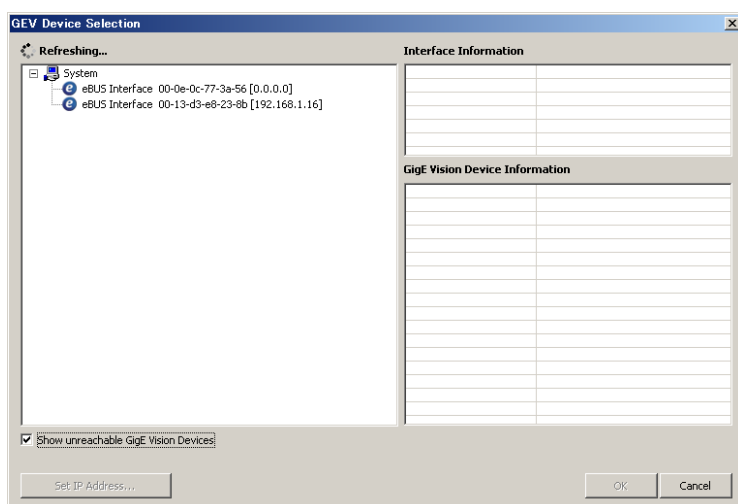 GEV Device Selection
Refreshing...
System
eBUS Interface 00-0e-0c-77-3a-56 [0.0.0.0]
eBUS Interface 00-13-d3-e8-23-8b [192.168.1.16]
Interface Information
GigE Vision Device Information
Show unreachable GigE Vision Devices
Set IP Address...
OK
Cancel